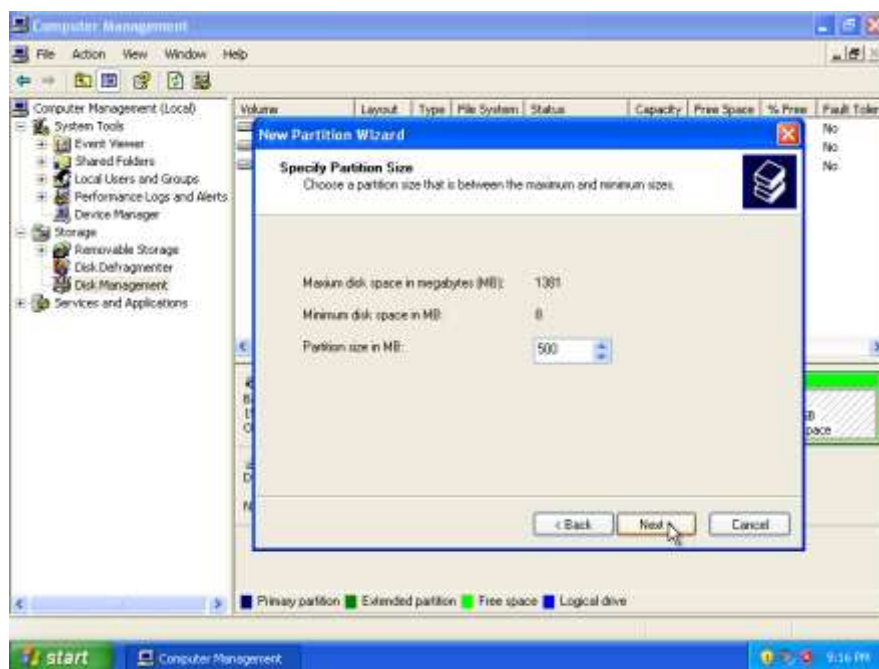 Computer Management
File Action View Window Help
Computer Management (Local)
System Tools
Event Viewer
Shared Folders
Local Users and Groups
Performance Logs and Alerts
Device Manager
Storage
Removable Storage
Disk Defragmenter
Disk Management
Services and Applications
Volume Layout Type File System Status Capacity Free Space % Free Fault Toler
No
No
No
New Partition Wizard
Specify Partition Size
Choose a partition size that is between the maximum and minimum sizes.
Maxium disk space in megabytes (MB): 1381
Minimum disk space in MB: 8
Partition size in MB: 500
< Back Next Cancel
Primary partition Extended partition Free space Logical drive
start Computer Management 9:16 PM